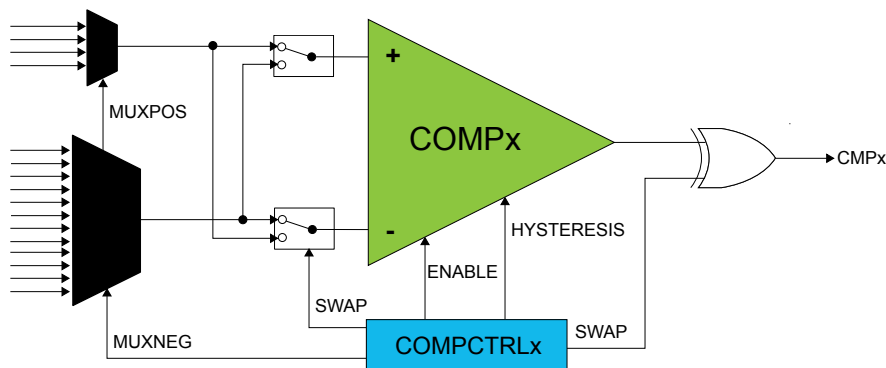 MUXPOS
+
COMPx
CMPx
-
HYSTERESIS
ENABLE
SWAP
SWAP
MUXNEG
COMPCTRLx